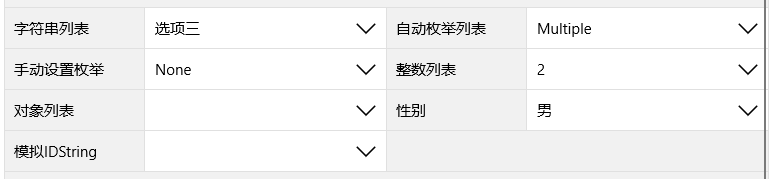 字符串列表 选项三 自动枚举列表 Multiple
手动设置枚举 None 整数列表 2
对象列表 性别 男
模拟IDString